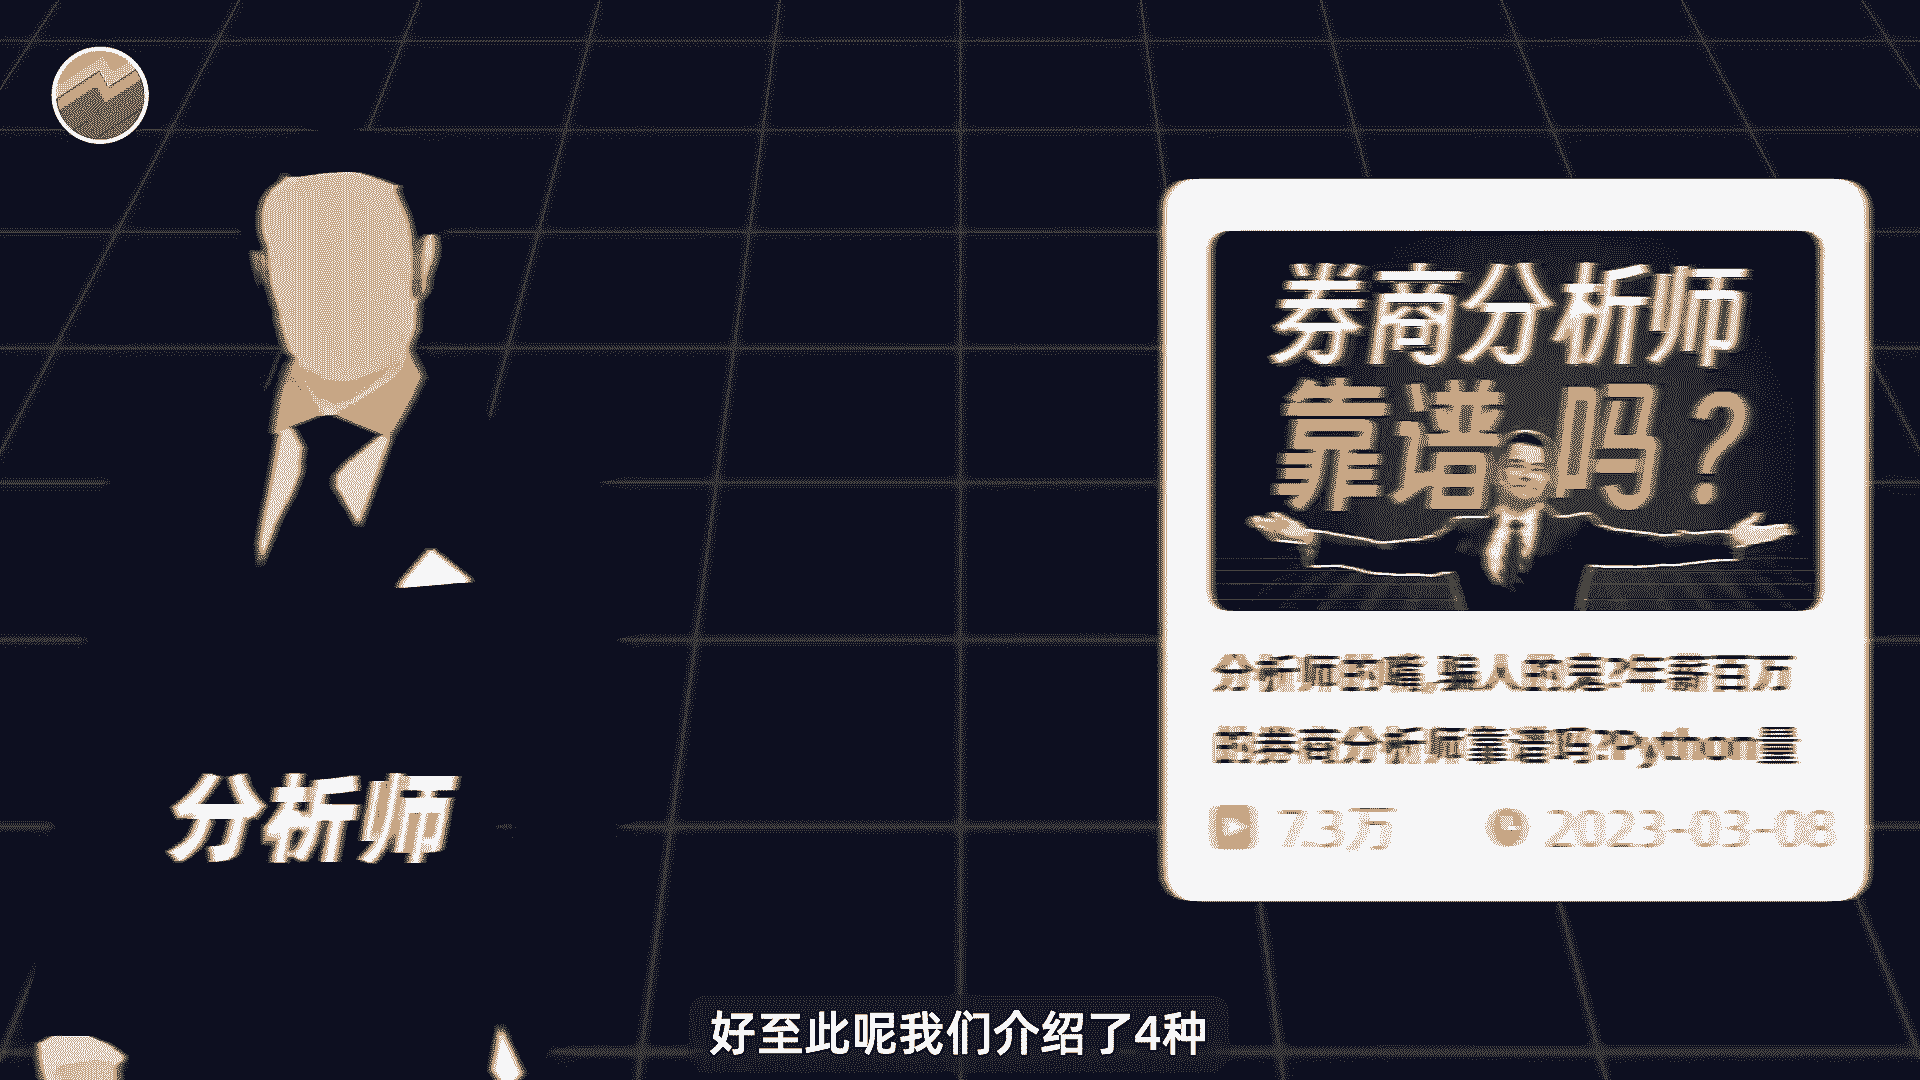 券商分析师
靠谱吗?
分析师的嘴,骗人的鬼?年薪百万
的券商分析师靠谱吗?Python量
7.3万 2023-03-08
分析师
好至此呢我们介绍了4种